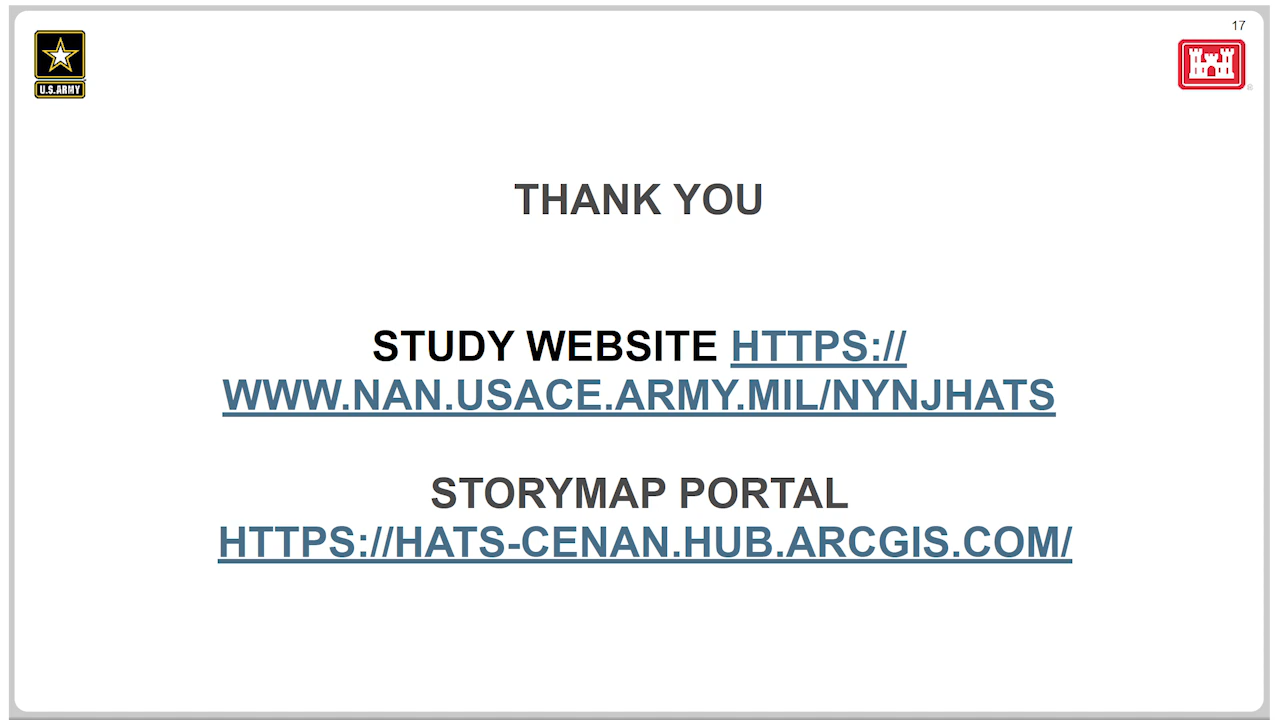 17
U.S.ARMY
®
THANK YOU
STUDY WEBSITE HTTPS://
WWW.NAN.USACE.ARMY.MIL/NYNJHATS
STORYMAP PORTAL
HTTPS://HATS-CENAN.HUB.ARCGIS.COM/